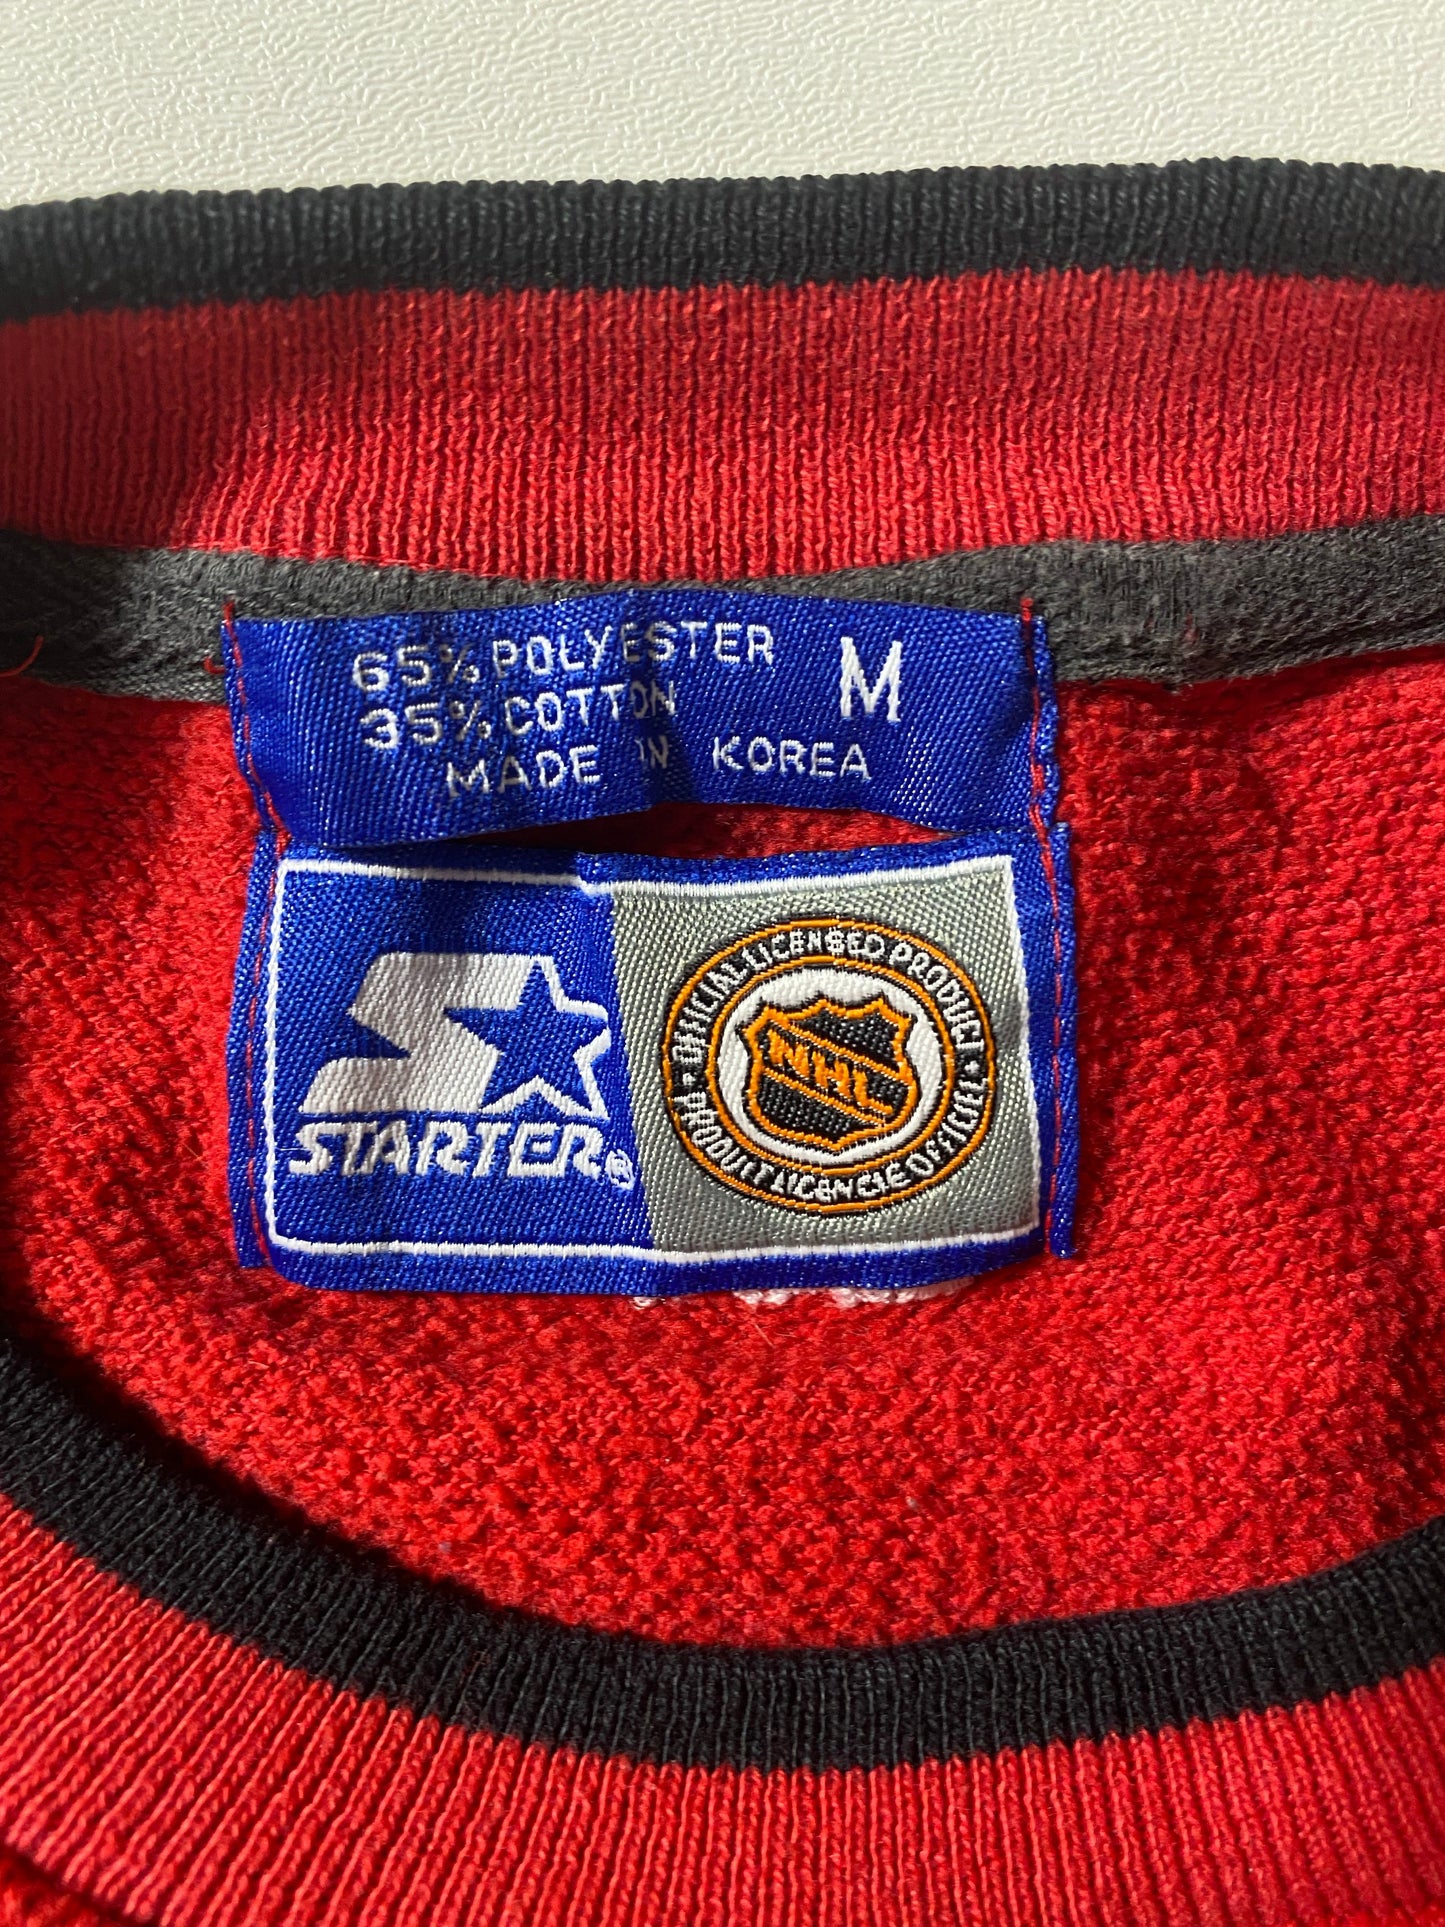 65% POLYESTER M
35% COTTON
MADE IN KOREA
STARTER®
OFFICIAL LICENSED PRODUCT •
NHL
PRODUIT LICENCIE OFFICIEL •